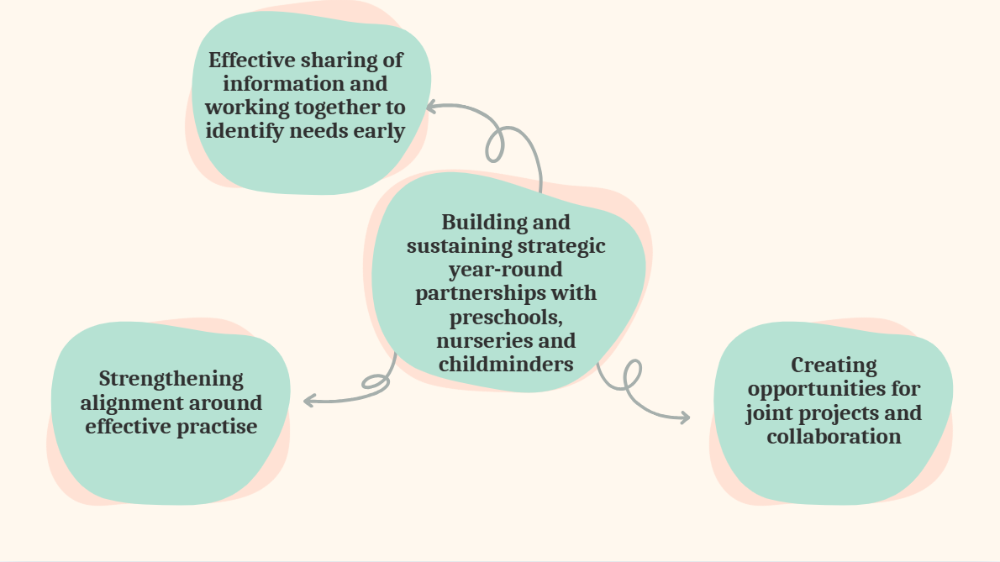 Effective sharing of
information and
working together to
identify needs early
Building and
sustaining strategic
year-round
partnerships with
preschools,
nurseries and
childminders
Strengthening
alignment around
effective practise
Creating
opportunities for
joint projects and
collaboration